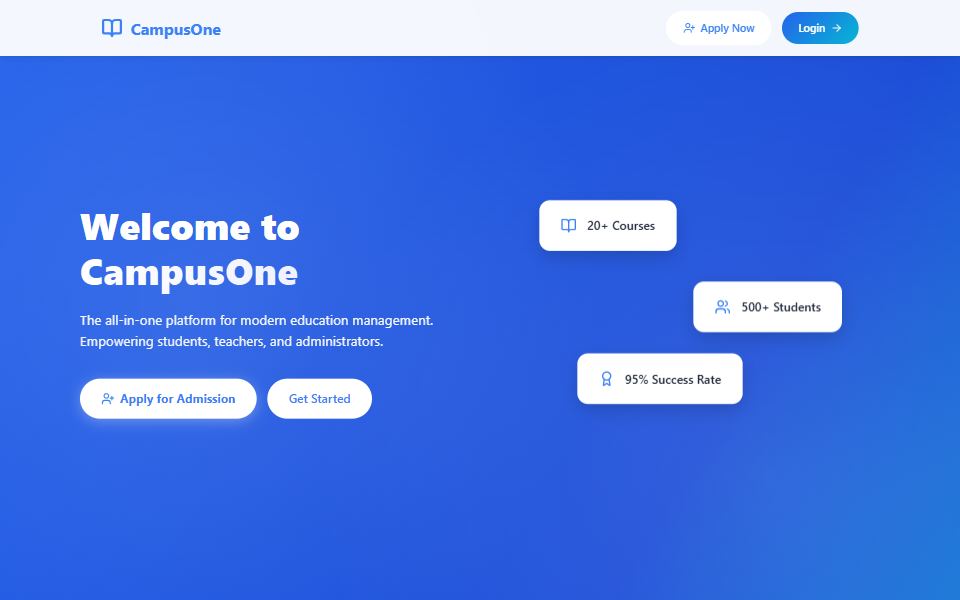 CampusOne
Apply Now
Login
Welcome to
CampusOne
The all-in-one platform for modern education management.
Empowering students, teachers, and administrators.
Apply for Admission
Get Started
20+ Courses
500+ Students
95% Success Rate